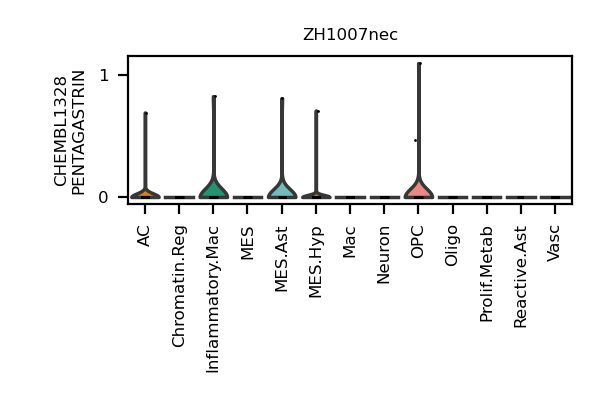 ZH1007nec
CHEMBL1328
PENTAGASTRIN
1
0
AC
Chromatin.Reg
Inflammatory.Mac
MES
MES.Ast
MES.Hyp
Mac
Neuron
OPC
Oligo
Prolif.Metab
Reactive.Ast
Vasc